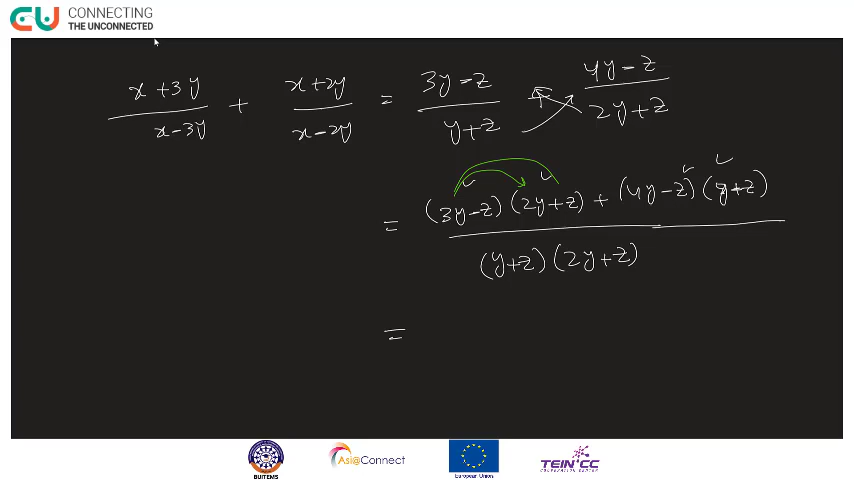 CONNECTING
THE UNCONNECTED
x+3y/x-3y + x+2y/x-2y = 3y-z/y+z + 4y-z/2y+z
= (3y-z)(2y+z)+(4y-z)(y+z)/(y+z)(2y+z)
=
BUITEMS
Asi@Connect
European Union
TEIN*CC